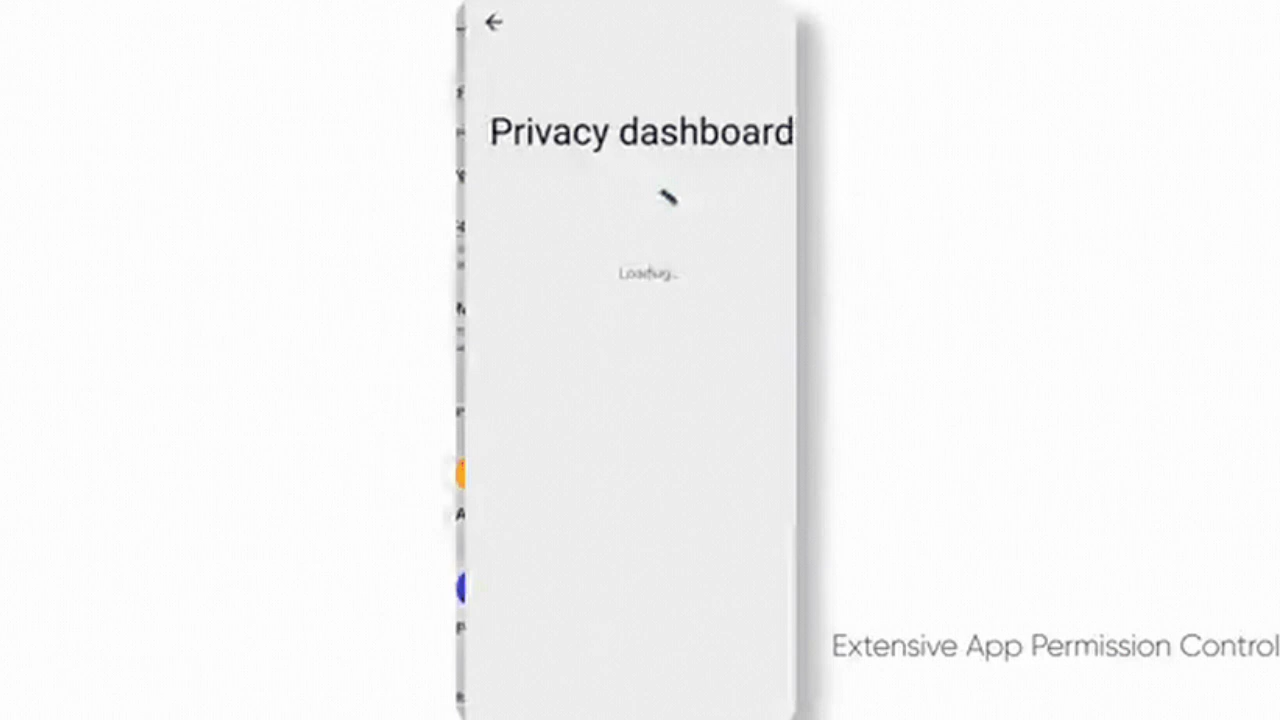 Privacy dashboard
Loading...
Extensive App Permission Control